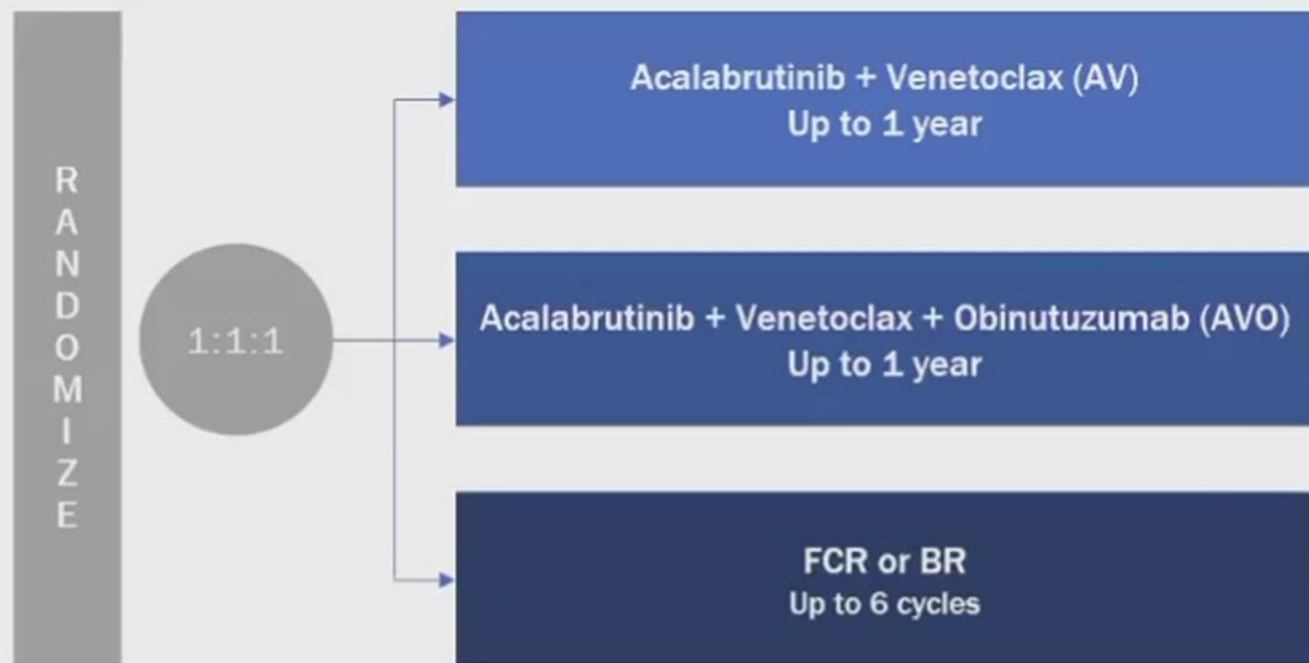 RANDOMIZE
1:1:1
Acalabrutinib + Venetoclax (AV)
Up to 1 year
Acalabrutinib + Venetoclax + Obinutuzumab (AVO)
Up to 1 year
FCR or BR
Up to 6 cycles